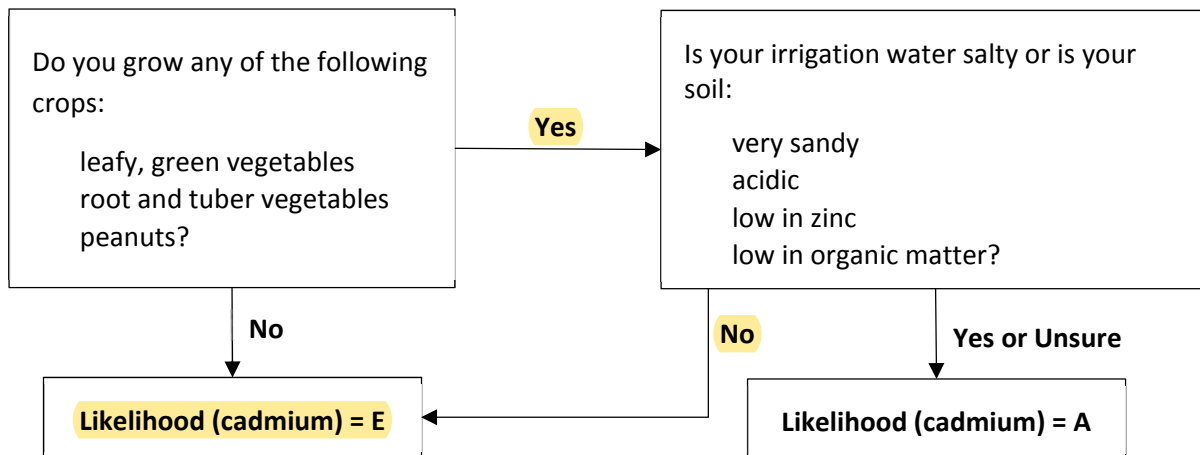 Do you grow any of the following
crops:
leafy, green vegetables
root and tuber vegetables
peanuts?
Yes
Is your irrigation water salty or is your
soil:
very sandy
acidic
low in zinc
low in organic matter?
No
No
Yes or Unsure
Likelihood (cadmium) = E
Likelihood (cadmium) = A